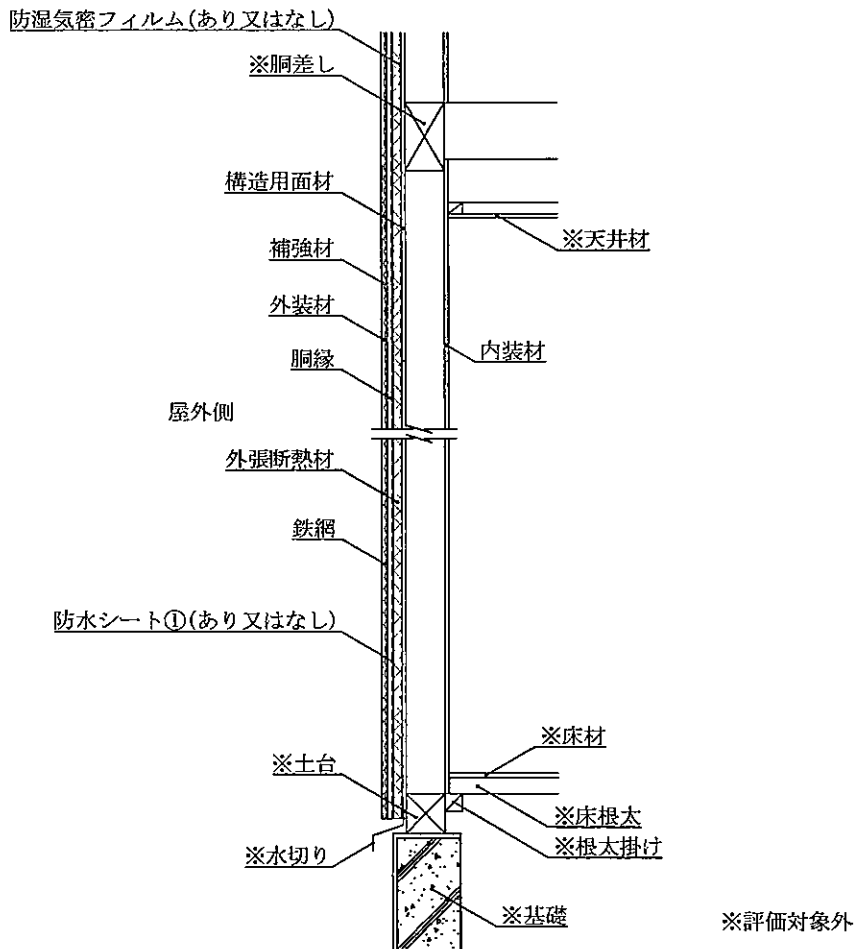 防湿気密フィルム(あり又はなし)
※胴差し
構造用面材
※天井材
補強材
外装材
内装材
胴縁
屋外側
外張断熱材
鉄網
防水シート①(あり又はなし)
※床材
※土台
※床根太
※水切り
※根太掛け
※基礎
※評価対象外